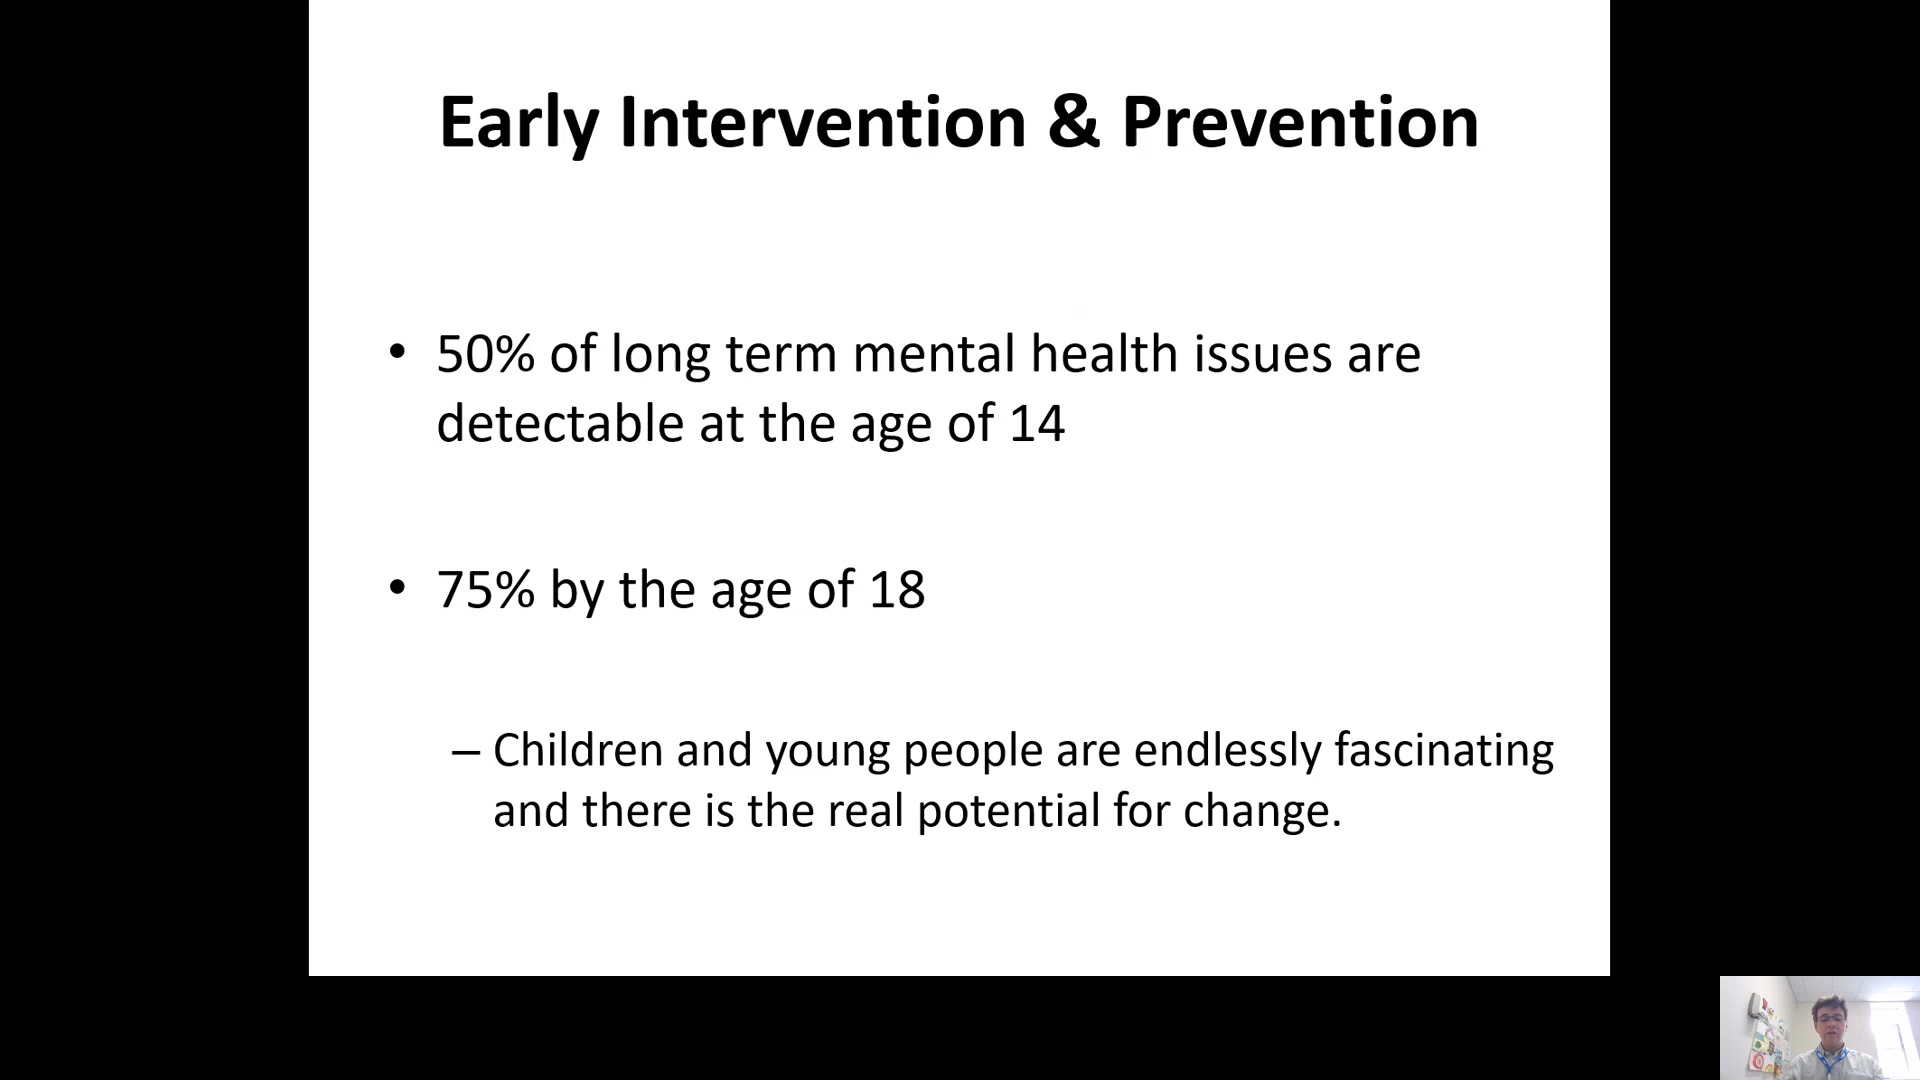 Early Intervention & Prevention
• 50% of long term mental health issues are
detectable at the age of 14
• 75% by the age of 18
– Children and young people are endlessly fascinating
and there is the real potential for change.